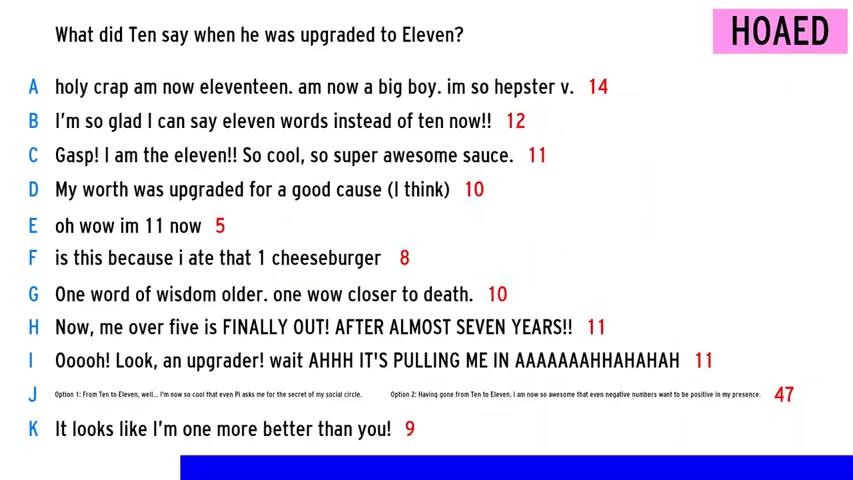 What did Ten say when he was upgraded to Eleven?
HOAED
A holy crap am now eleventeen. am now a big boy. im so hepster v. 14
B I'm so glad I can say eleven words instead of ten now!! 12
C Gasp! I am the eleven!! So cool, so super awesome sauce. 11
D My worth was upgraded for a good cause (I think) 10
E oh wow im 11 now 5
F is this because i ate that 1 cheeseburger 8
G One word of wisdom older. one wow closer to death. 10
H Now, me over five is FINALLY OUT! AFTER ALMOST SEVEN YEARS!! 11
I Ooooh! Look, an upgrader! wait AHHH IT'S PULLING ME IN AAAAAAAHHAHAHAH 11
J Option 1: From Ten to Eleven, well... I'm now so cool that even Pi asks me for the secret of my social circle. Option 2: Having gone from Ten to Eleven, I am now so awesome that even negative numbers want to be positive in my presence. 47
K It looks like I'm one more better than you! 9